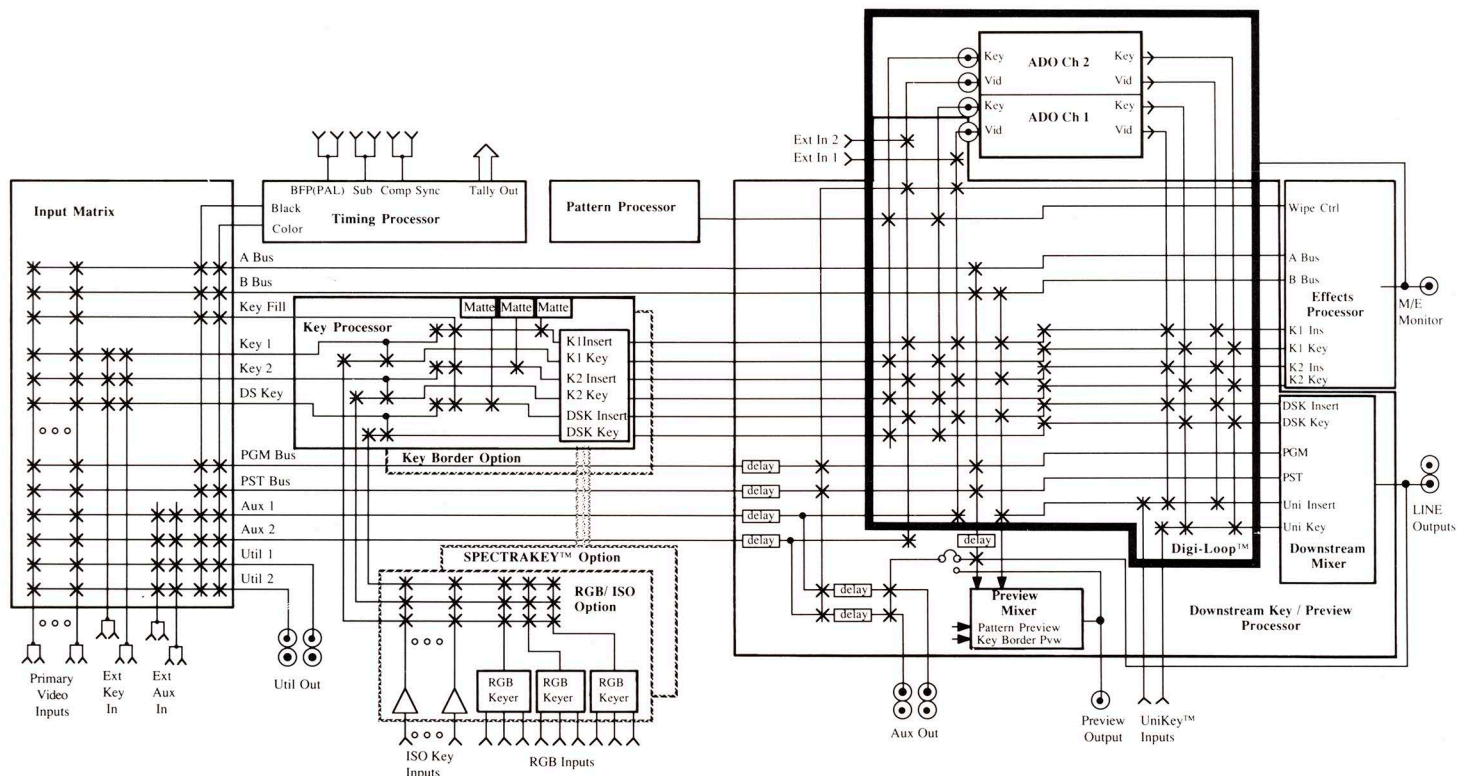 Key
ADO Ch 2
Key
Vid
Vid
Key
ADO Ch 1
Key
Vid
Vid
Ext In 2
Ext In 1
BFP(PAL) Sub Comp Sync Tally Out
Timing Processor
Black
Color
Input Matrix
Pattern Processor
Wipe Ctrl
A Bus
B Bus
Key Fill
Key 1
Key 2
DS Key
Matte Matte Matte
Key Processor
K1Insert
K1 Key
K2 Insert
K2 Key
DSK Insert
DSK Key
Key Border Option
A Bus
B Bus
Effects
Processor
K1 Ins
K1 Key
K2 Ins
K2 Key
M/E
Monitor
DSK Insert
DSK Key
PGM
PST
Uni Insert
Uni Key
Downstream
Mixer
LINE
Outputs
PGM Bus
PST Bus
Aux 1
Aux 2
Util 1
Util 2
delay
delay
delay
delay
delay
delay
delay
Digi-Loop™
SPECTRAKEY™ Option
RGB/ ISO
Option
RGB
Keyer
RGB
Keyer
RGB
Keyer
Preview
Mixer
Pattern Preview
Key Border Pvw
Downstream Key / Preview
Processor
Primary
Video
Inputs
Ext
Key
In
Ext
Aux
In
Util Out
ISO Key
Inputs
RGB Inputs
Aux Out
Preview
Output
UniKey™
Inputs